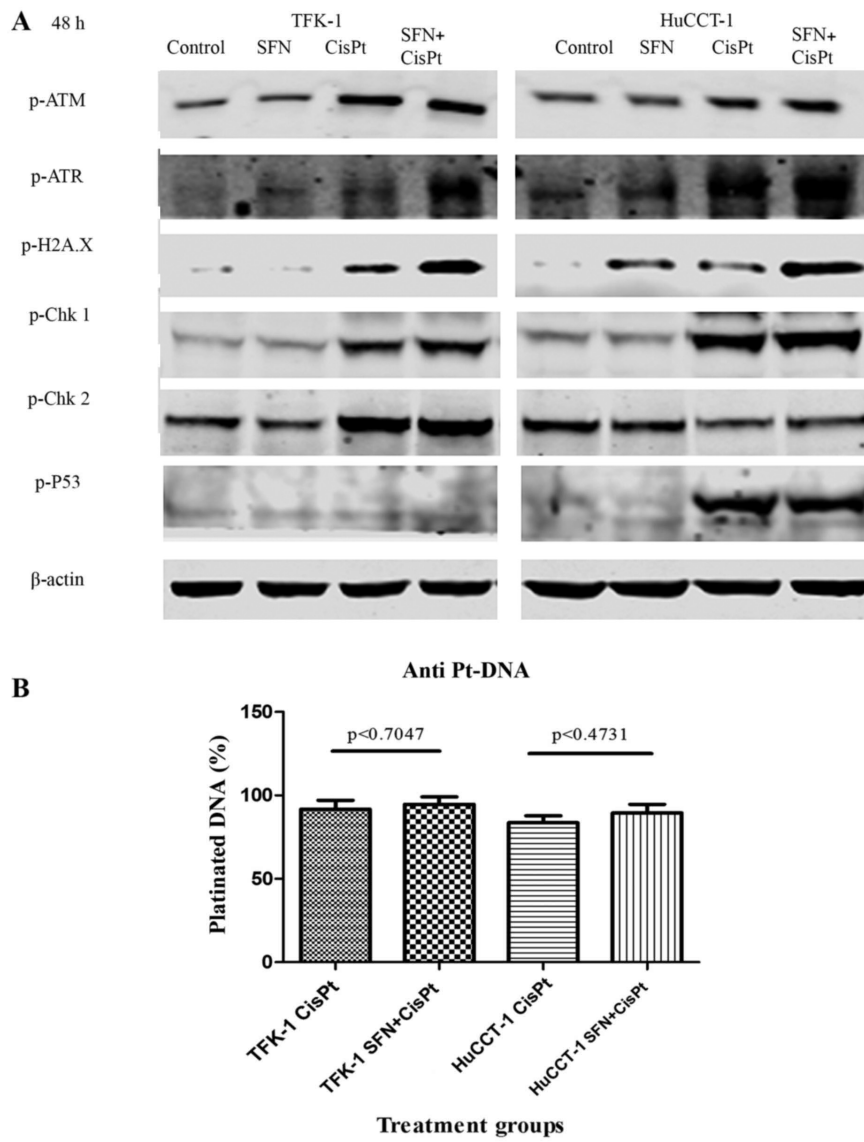 A 48 h
TFK-1 HuCCT-1
Control SFN CisPt SFN+ CisPt Control SFN CisPt SFN+ CisPt
p-ATM
p-ATR
p-H2A.X
p-Chk 1
p-Chk 2
p-P53
β-actin
B
Anti Pt-DNA
p<0.7047 p<0.4731
Platinated DNA (%)
150
100
50
0
TFK-1 CisPt
TFK-1 SFN+CisPt
HuCCT-1 CisPt
HuCCT-1 SFN+CisPt
Treatment groups